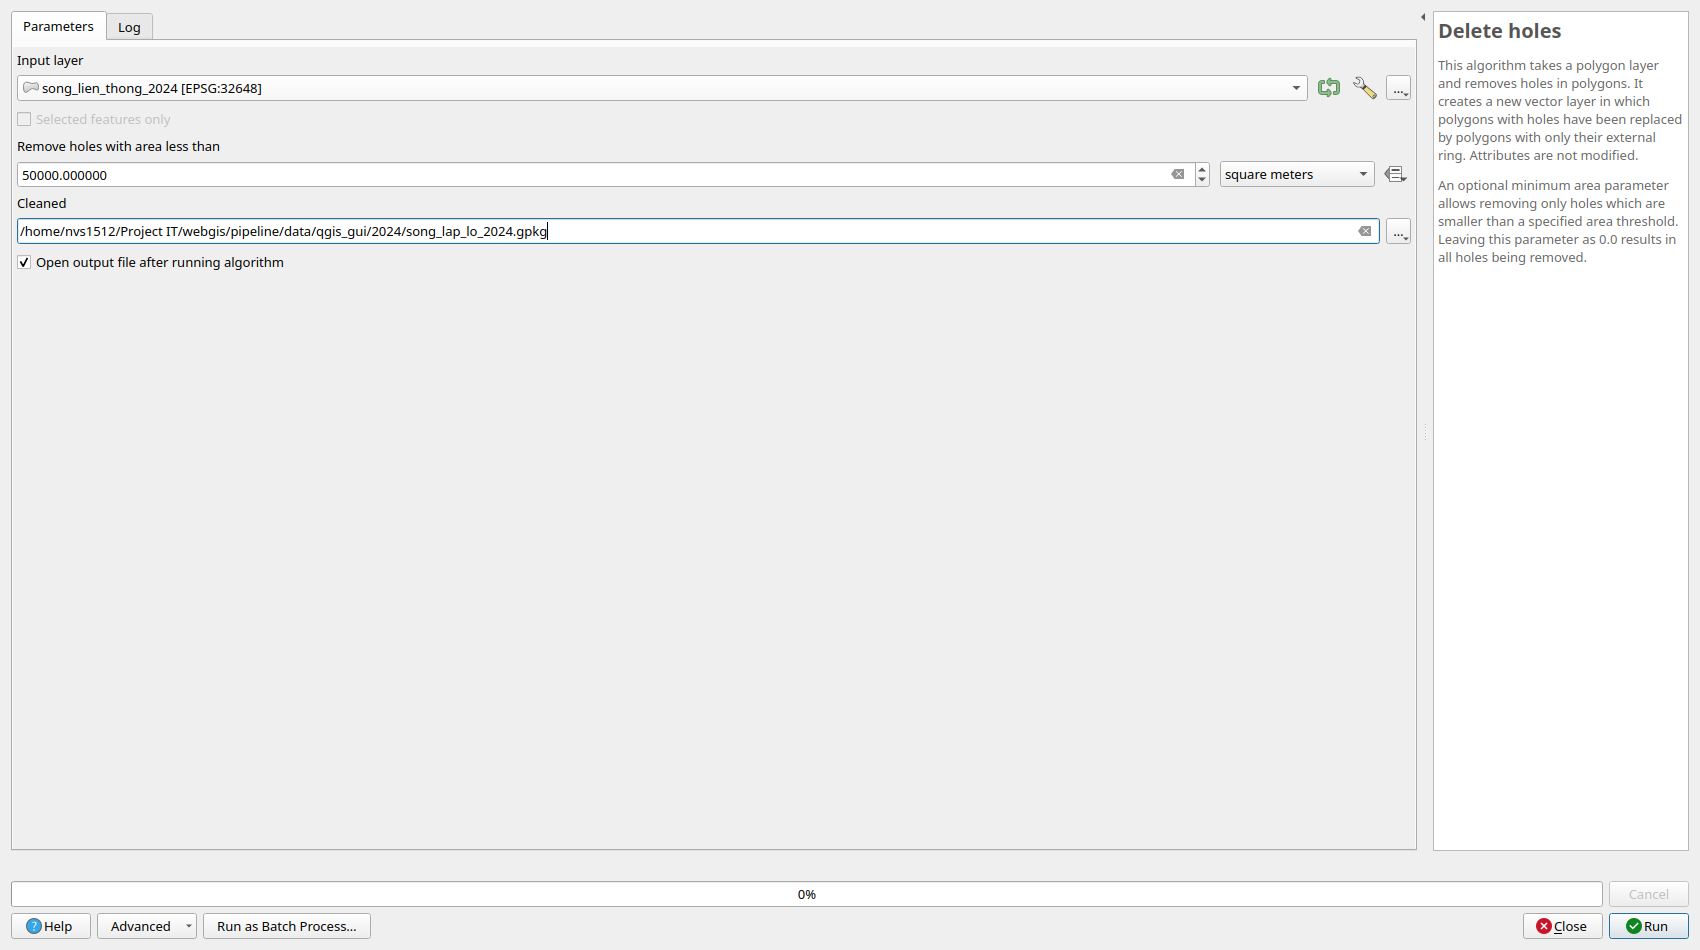 Parameters
Log
Input layer
song_lien_thong_2024 [EPSG:32648]
...
Selected features only
Remove holes with area less than
50000.000000
square meters
Cleaned
/home/nvs1512/Project IT/webgis/pipeline/data/qgis_gui/2024/song_lap_lo_2024.gpkg
...
Open output file after running algorithm
Delete holes
This algorithm takes a polygon layer
and removes holes in polygons. It
creates a new vector layer in which
polygons with holes have been replaced
by polygons with only their external
ring. Attributes are not modified.
An optional minimum area parameter
allows removing only holes which are
smaller than a specified area threshold.
Leaving this parameter as 0.0 results in
all holes being removed.
0%
Cancel
Help
Advanced
Run as Batch Process...
Close
Run